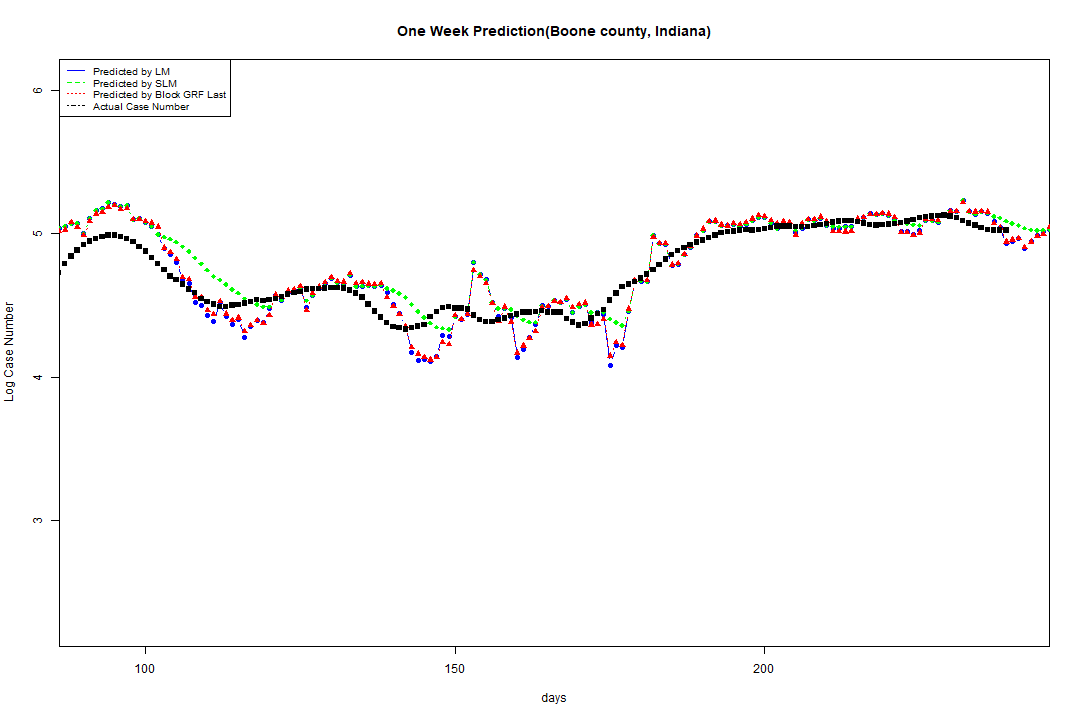 One Week Prediction(Boone county, Indiana)
Predicted by LM
Predicted by SLM
Predicted by Block GRF Last
Actual Case Number
6
5
4
3
Log Case Number
100 150 200
days